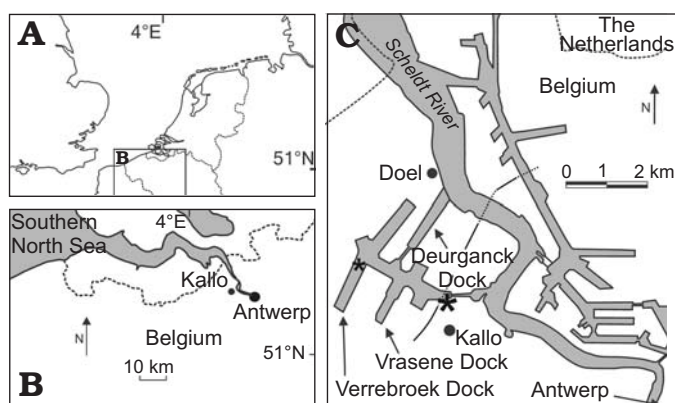 A
4°E
B
51°N
Southern
North Sea
4°E
Kallo
Antwerp
N
Belgium
51°N
10 km
B
C
The
Netherlands
Scheldt River
Belgium
N
Doel
0 1 2 km
Deurganck
Dock
*
*
Kallo
Vrasene Dock
Verrebroek Dock
Antwerp